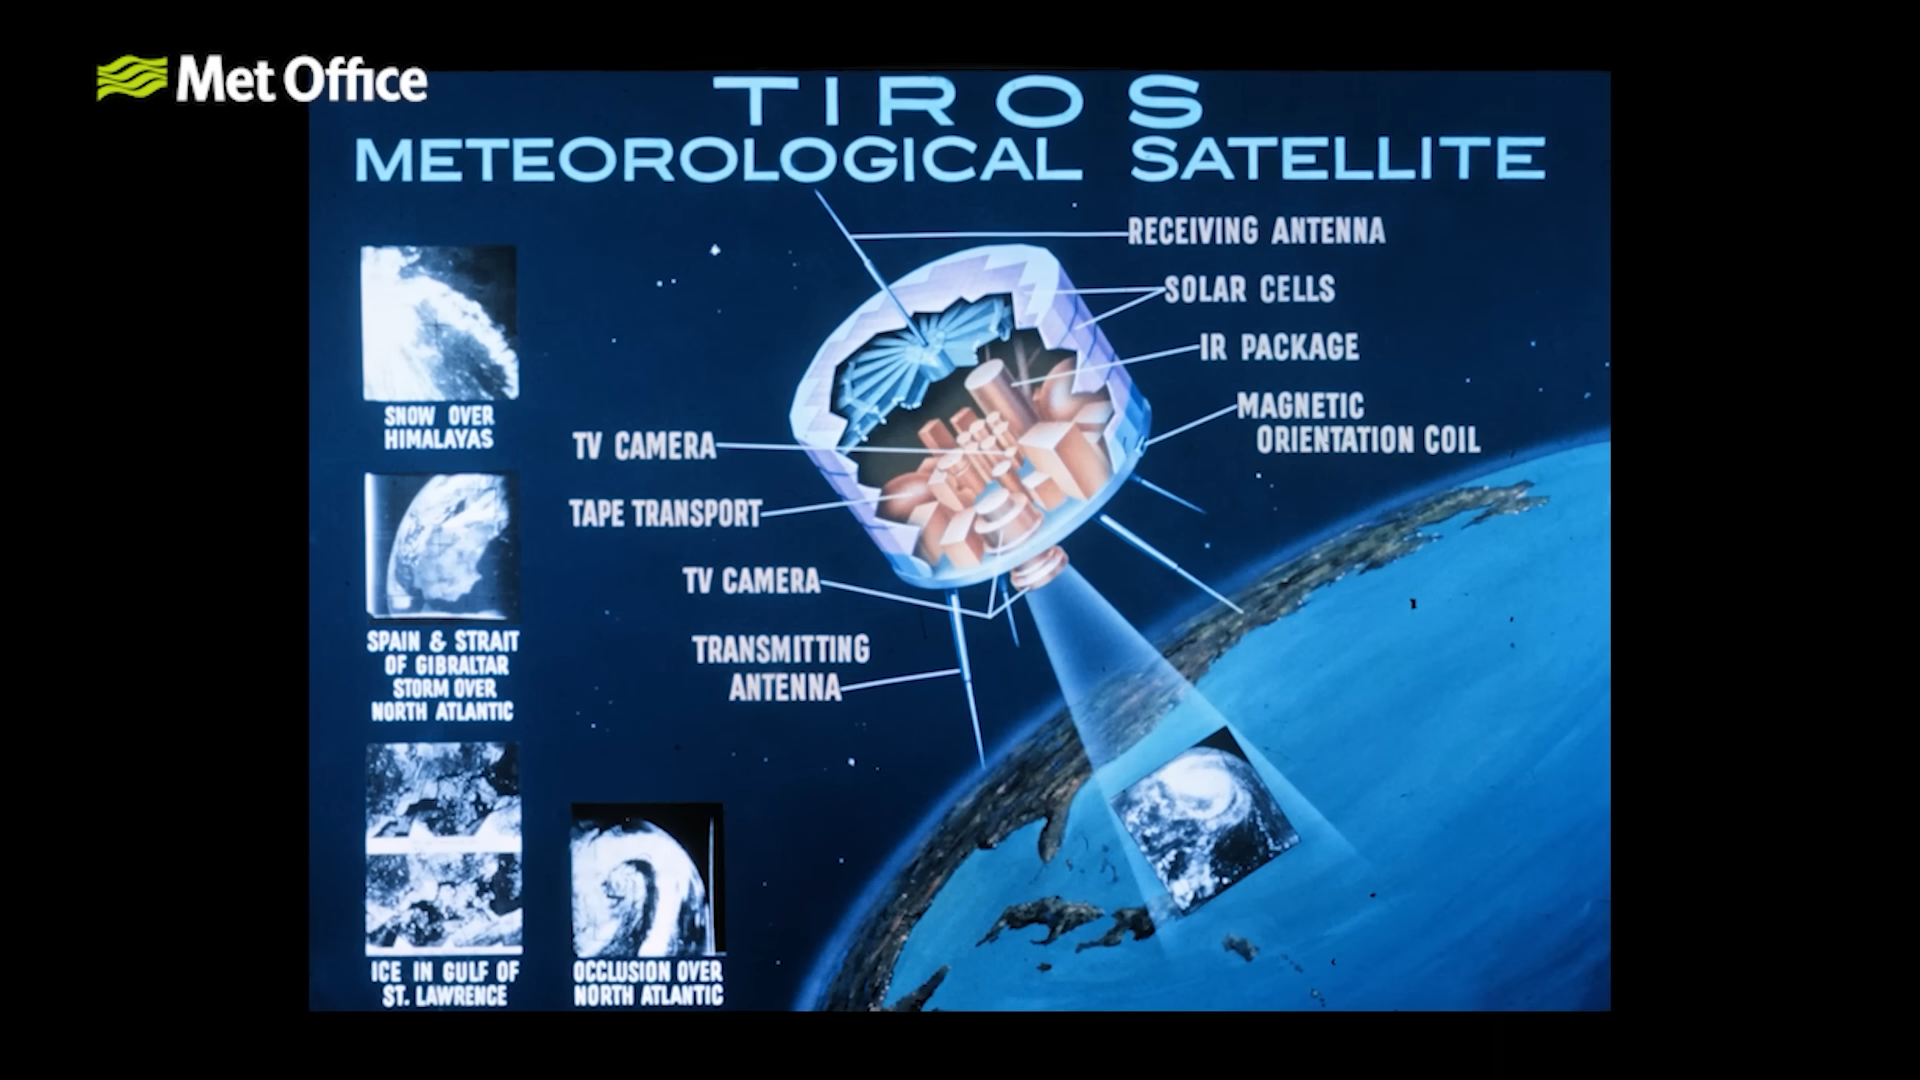 Met Office
TIROS
METEOROLOGICAL SATELLITE
RECEIVING ANTENNA
SOLAR CELLS
IR PACKAGE
MAGNETIC
ORIENTATION COIL
TV CAMERA
TAPE TRANSPORT
TV CAMERA
TRANSMITTING
ANTENNA
SNOW OVER
HIMALAYAS
SPAIN & STRAIT
OF GIBRALTAR
STORM OVER
NORTH ATLANTIC
ICE IN GULF OF
ST. LAWRENCE
OCCLUSION OVER
NORTH ATLANTIC